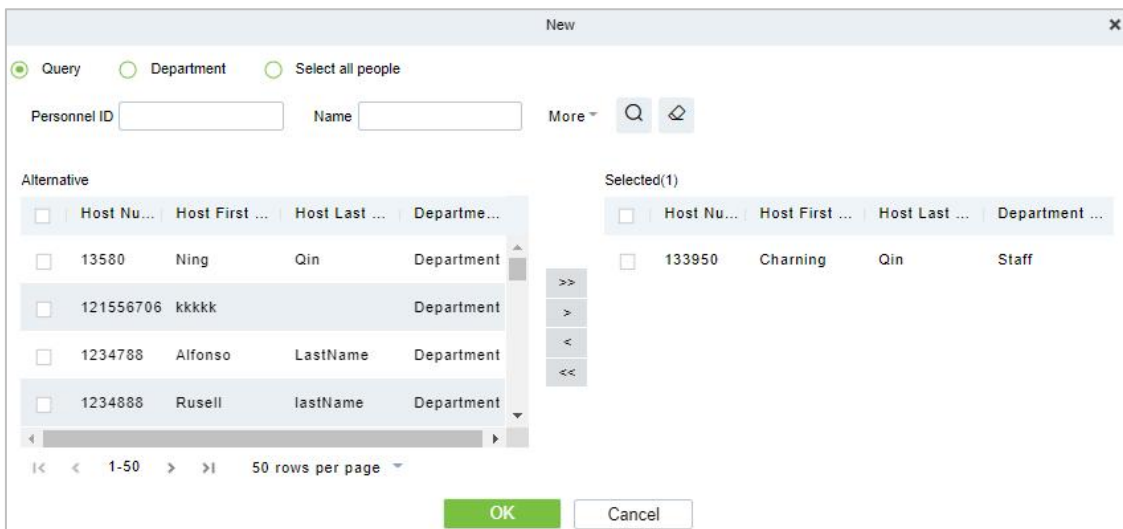 New ×
Query Department Select all people
Personnel ID Name More
Alternative Selected(1)
Host Nu... Host First ... Host Last ... Departme... Host Nu... Host First ... Host Last ... Department ...
13580 Ning Qin Department 133950 Charning Qin Staff
>>
121556706 kkkkk Department >
<
1234788 Alfonso LastName Department
<<
1234888 Rusell lastName Department
|< < 1-50 > >| 50 rows per page
OK Cancel